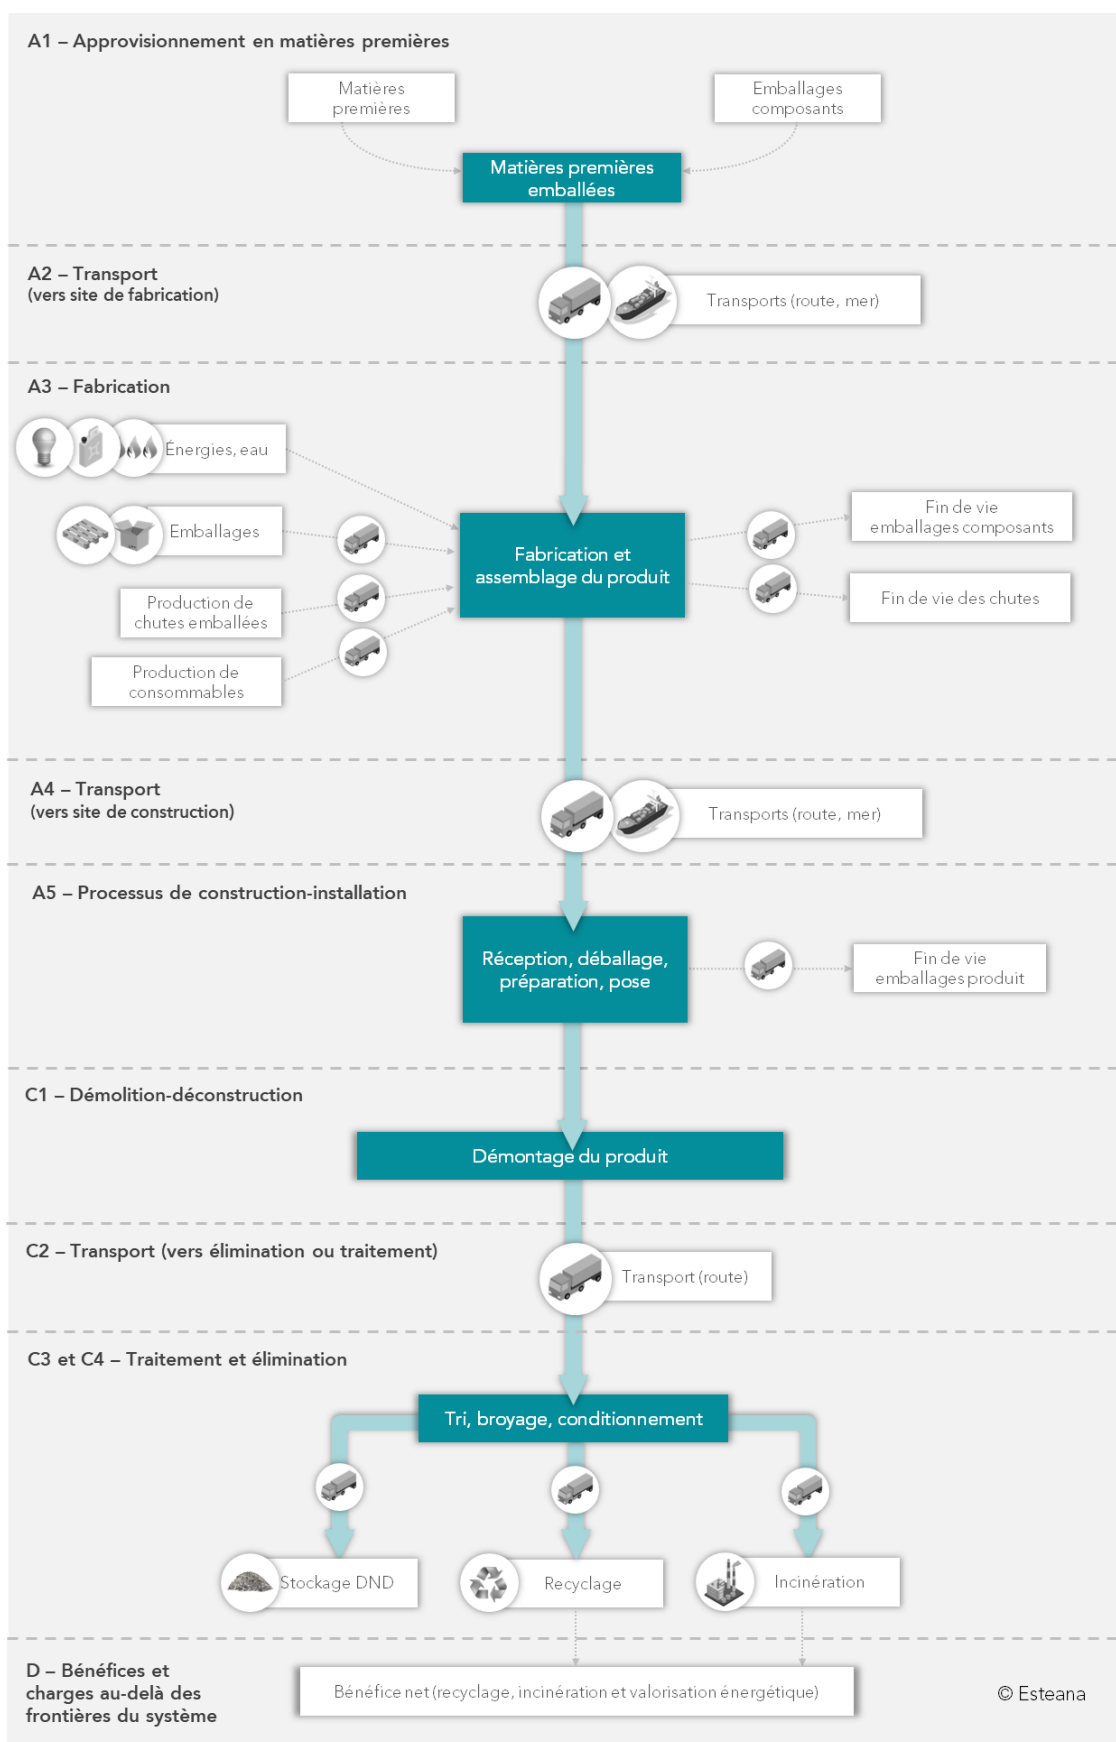 A1 – Approvisionnement en matières premières
Matières
premières
Emballages
composants
Matières premières
emballées
A2 – Transport
(vers site de fabrication)
Transports (route, mer)
A3 – Fabrication
Énergies, eau
Emballages
Production de
chutes emballées
Production de
consommables
Fabrication et
assemblage du produit
Fin de vie
emballages composants
Fin de vie des chutes
A4 – Transport
(vers site de construction)
Transports (route, mer)
A5 – Processus de construction-installation
Réception, déballage,
préparation, pose
Fin de vie
emballages produit
C1 – Démolition-déconstruction
Démontage du produit
C2 – Transport (vers élimination ou traitement)
Transport (route)
C3 et C4 – Traitement et élimination
Tri, broyage, conditionnement
Stockage DND
Recyclage
Incinération
D – Bénéfices et
charges au-delà des
frontières du système
Bénéfice net (recyclage, incinération et valorisation énergétique)
© Esteana